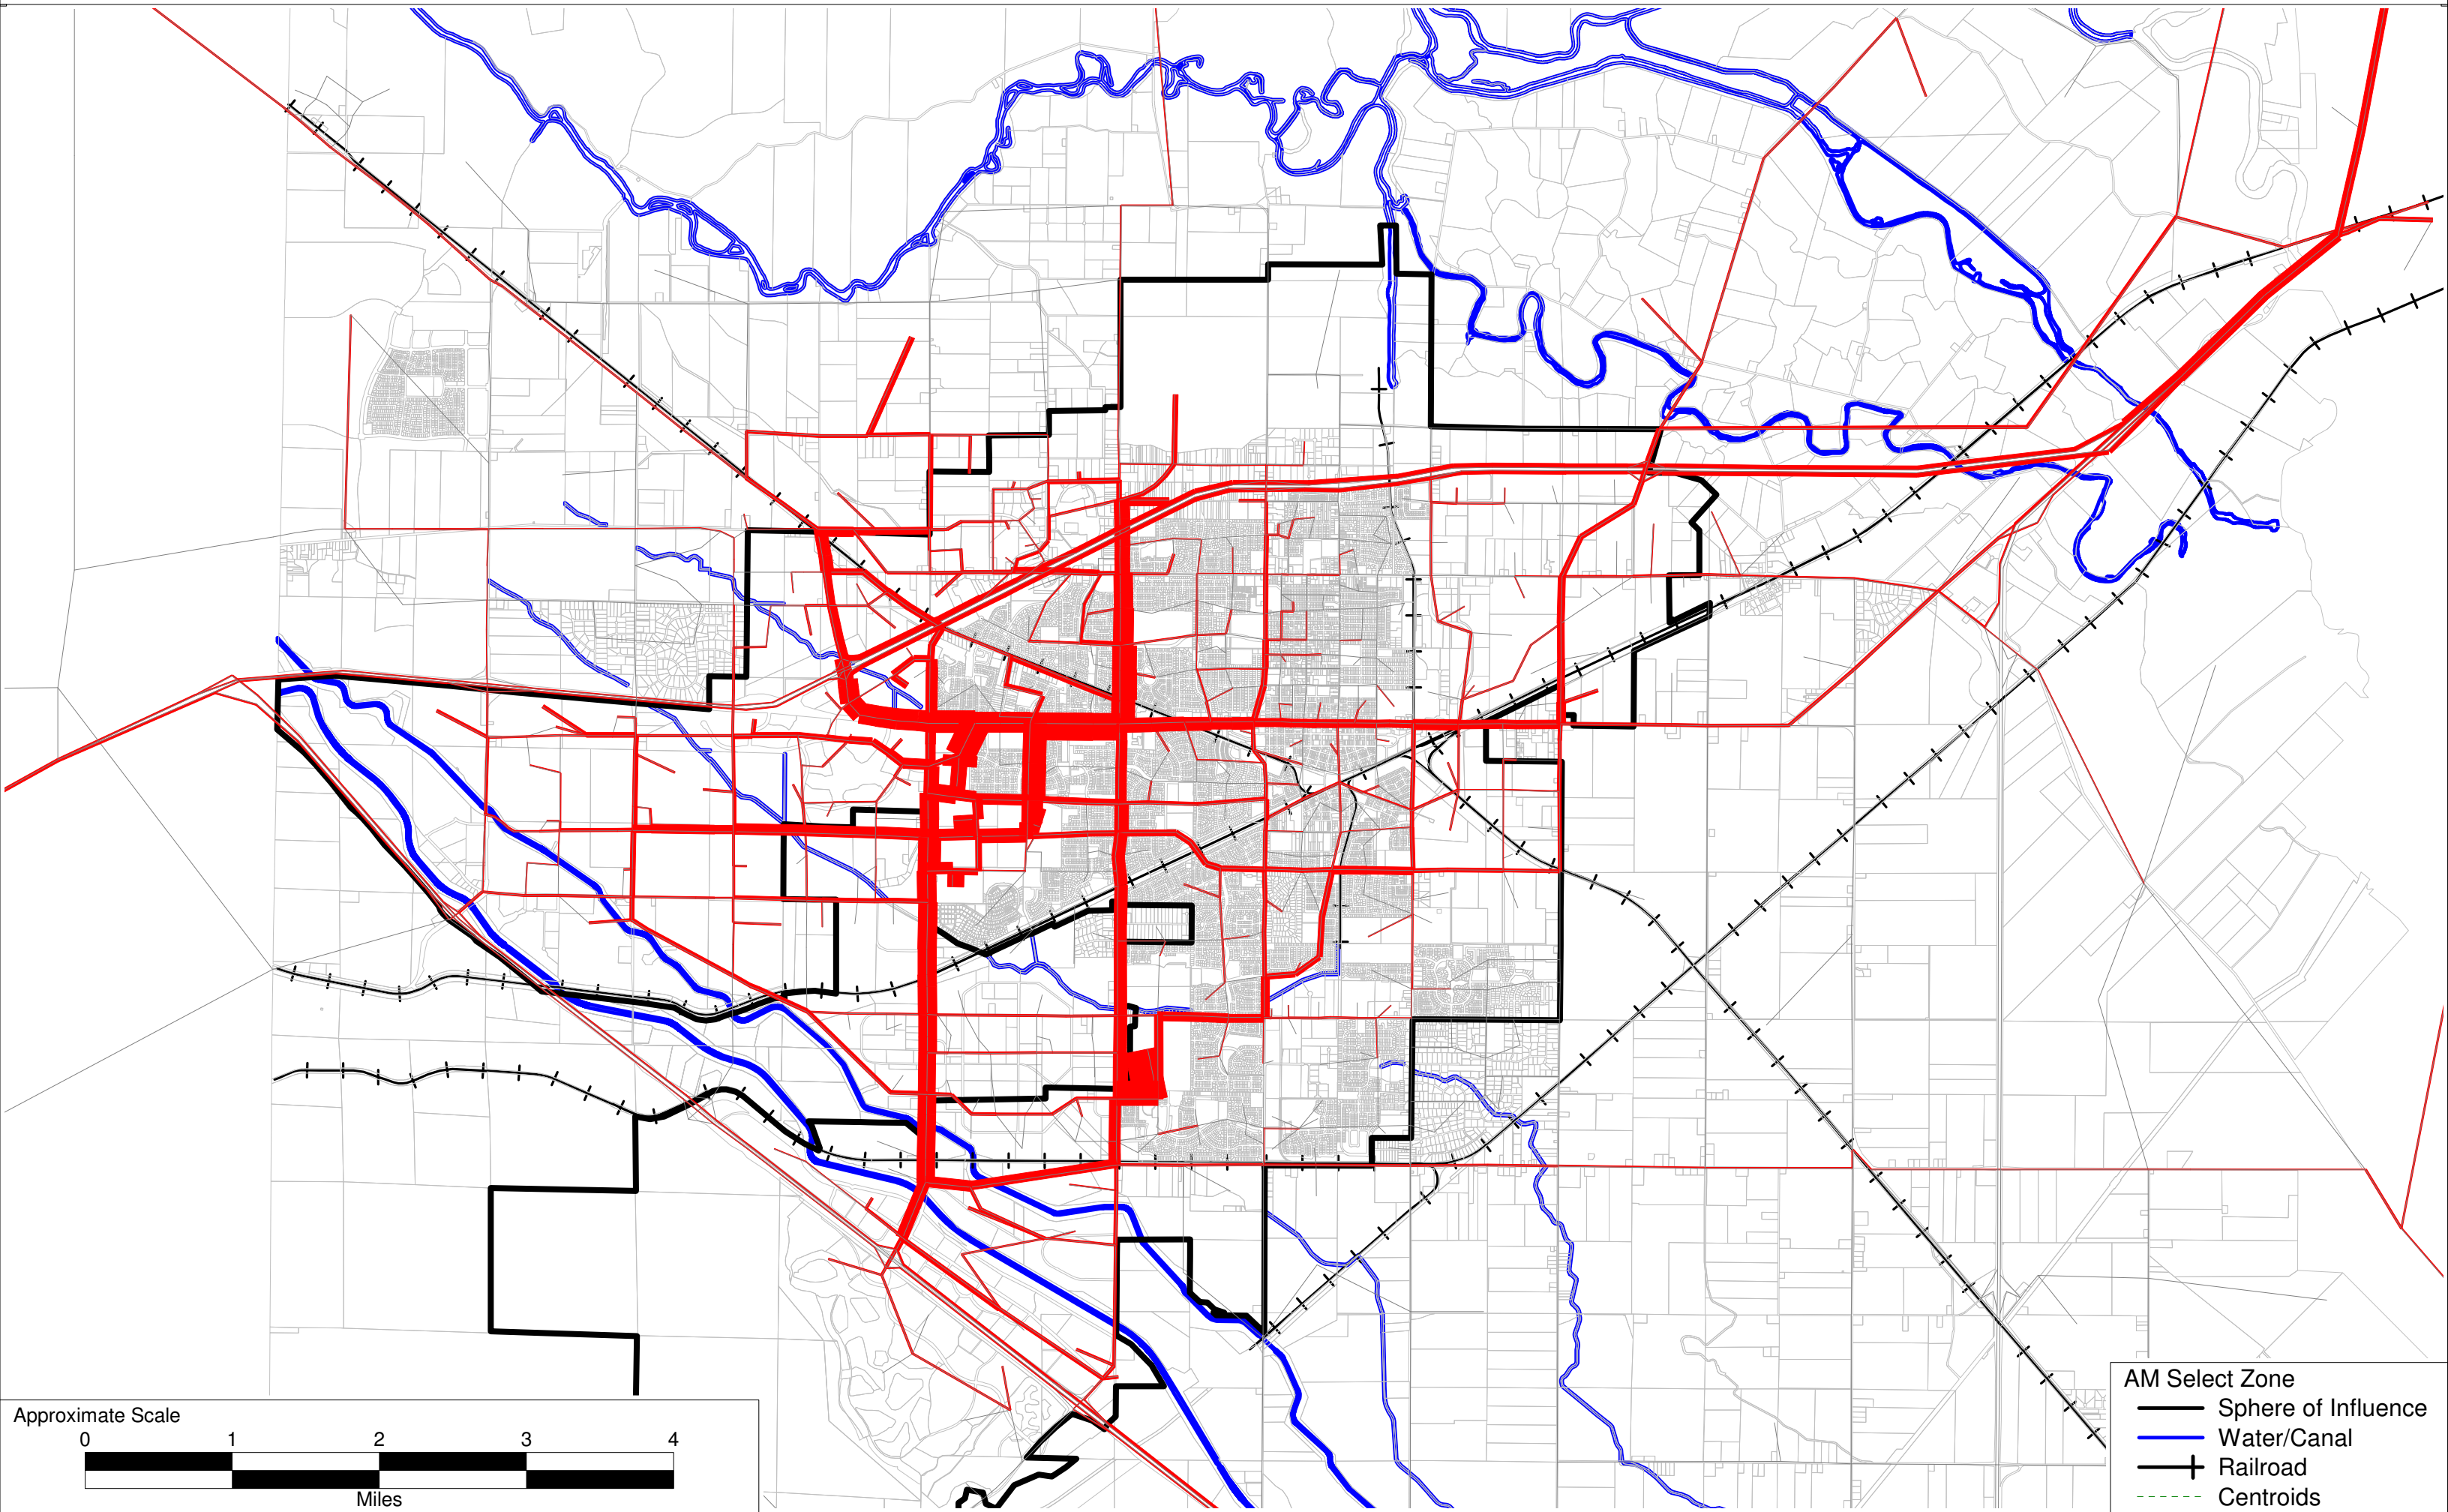 Approximate Scale
0 1 2 3 4
Miles
AM Select Zone
Sphere of Influence
Water/Canal
Railroad
Centroids